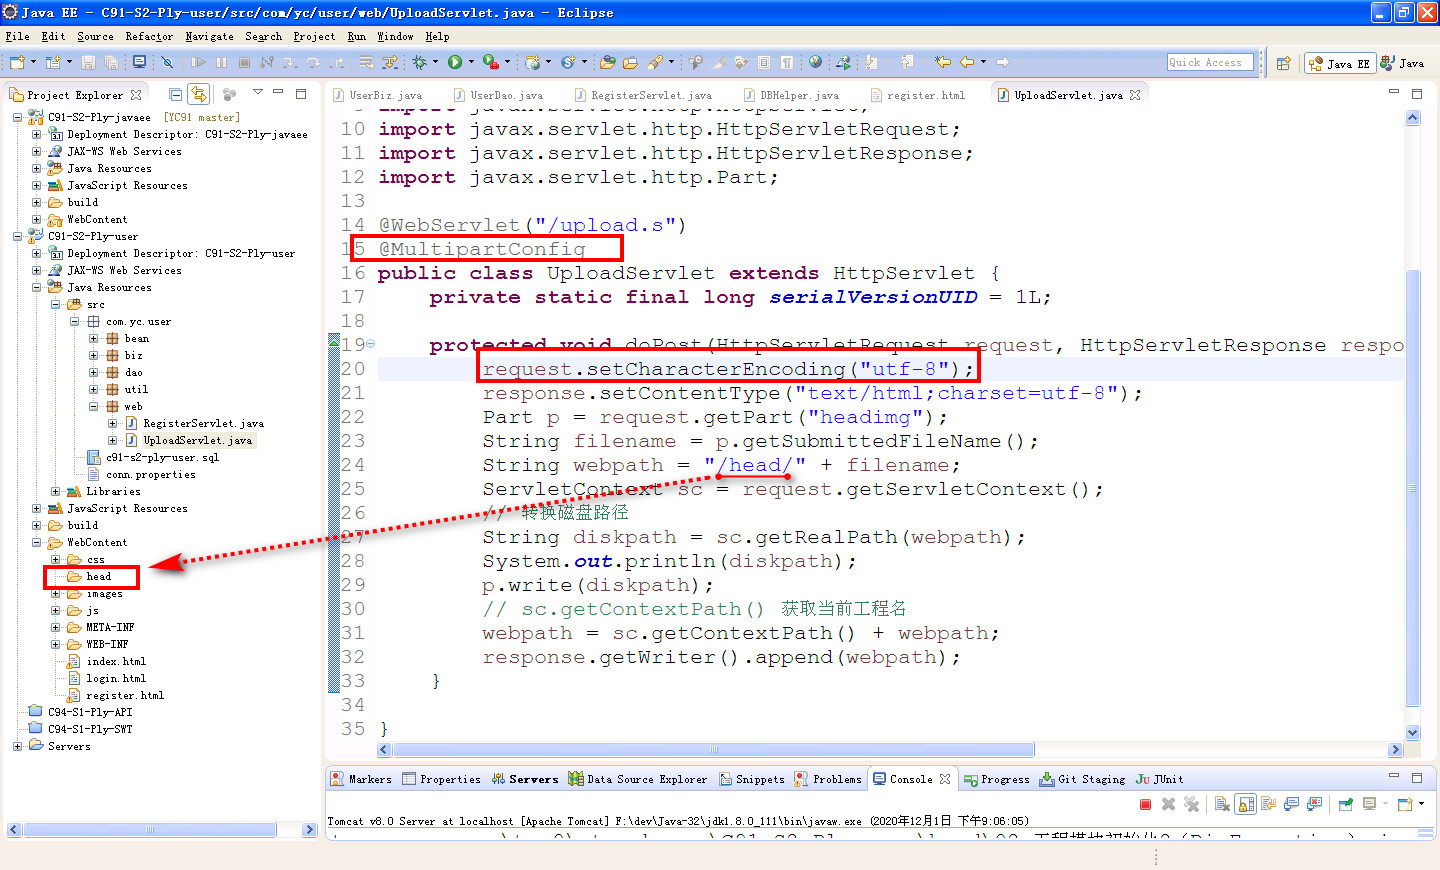 Java EE - C91-S2-Ply-user/src/com/yc/user/web/UploadServlet.java - Eclipse
File Edit Source Refactor Navigate Search Project Run Window Help
Quick Access
Java EE
Java
Project Explorer
C91-S2-Ply-javaee [YC91 master]
Deployment Descriptor: C91-S2-Ply-javaee
JAX-WS Web Services
Java Resources
JavaScript Resources
build
WebContent
C91-S2-Ply-user
Deployment Descriptor: C91-S2-Ply-user
JAX-WS Web Services
Java Resources
src
com.yc.user
bean
biz
dao
util
web
RegisterServlet.java
UploadServlet.java
c91-s2-ply-user.sql
conn.properties
Libraries
JavaScript Resources
build
WebContent
css
head
images
js
META-INF
WEB-INF
index.html
login.html
register.html
C94-S1-Ply-API
C94-S1-Ply-SWT
Servers
UserBiz.java UserDao.java RegisterServlet.java DBHelper.java register.html UploadServlet.java
10 import javax.servlet.http.HttpServletRequest;
11 import javax.servlet.http.HttpServletResponse;
12 import javax.servlet.http.Part;
13
14 @WebServlet("/upload.s")
15 @MultipartConfig
16 public class UploadServlet extends HttpServlet {
17 private static final long serialVersionUID = 1L;
18
19 protected void doPost(HttpServletRequest request, HttpServletResponse respo
20 request.setCharacterEncoding("utf-8");
21 response.setContentType("text/html;charset=utf-8");
22 Part p = request.getPart("headimg");
23 String filename = p.getSubmittedFileName();
24 String webpath = "/head/" + filename;
25 ServletContext sc = request.getServletContext();
26 // 转换磁盘路径
27 String diskpath = sc.getRealPath(webpath);
28 System.out.println(diskpath);
29 p.write(diskpath);
30 // sc.getContextPath() 获取当前工程名
31 webpath = sc.getContextPath() + webpath;
32 response.getWriter().append(webpath);
33 }
34
35 }
Markers Properties Servers Data Source Explorer Snippets Problems Console Progress Git Staging JUnit
Tomcat v8.0 Server at localhost [Apache Tomcat] F:\dev\Java-32\jdk1.8.0_111\bin\javaw.exe (2020年12月1日 下午9:06:05)